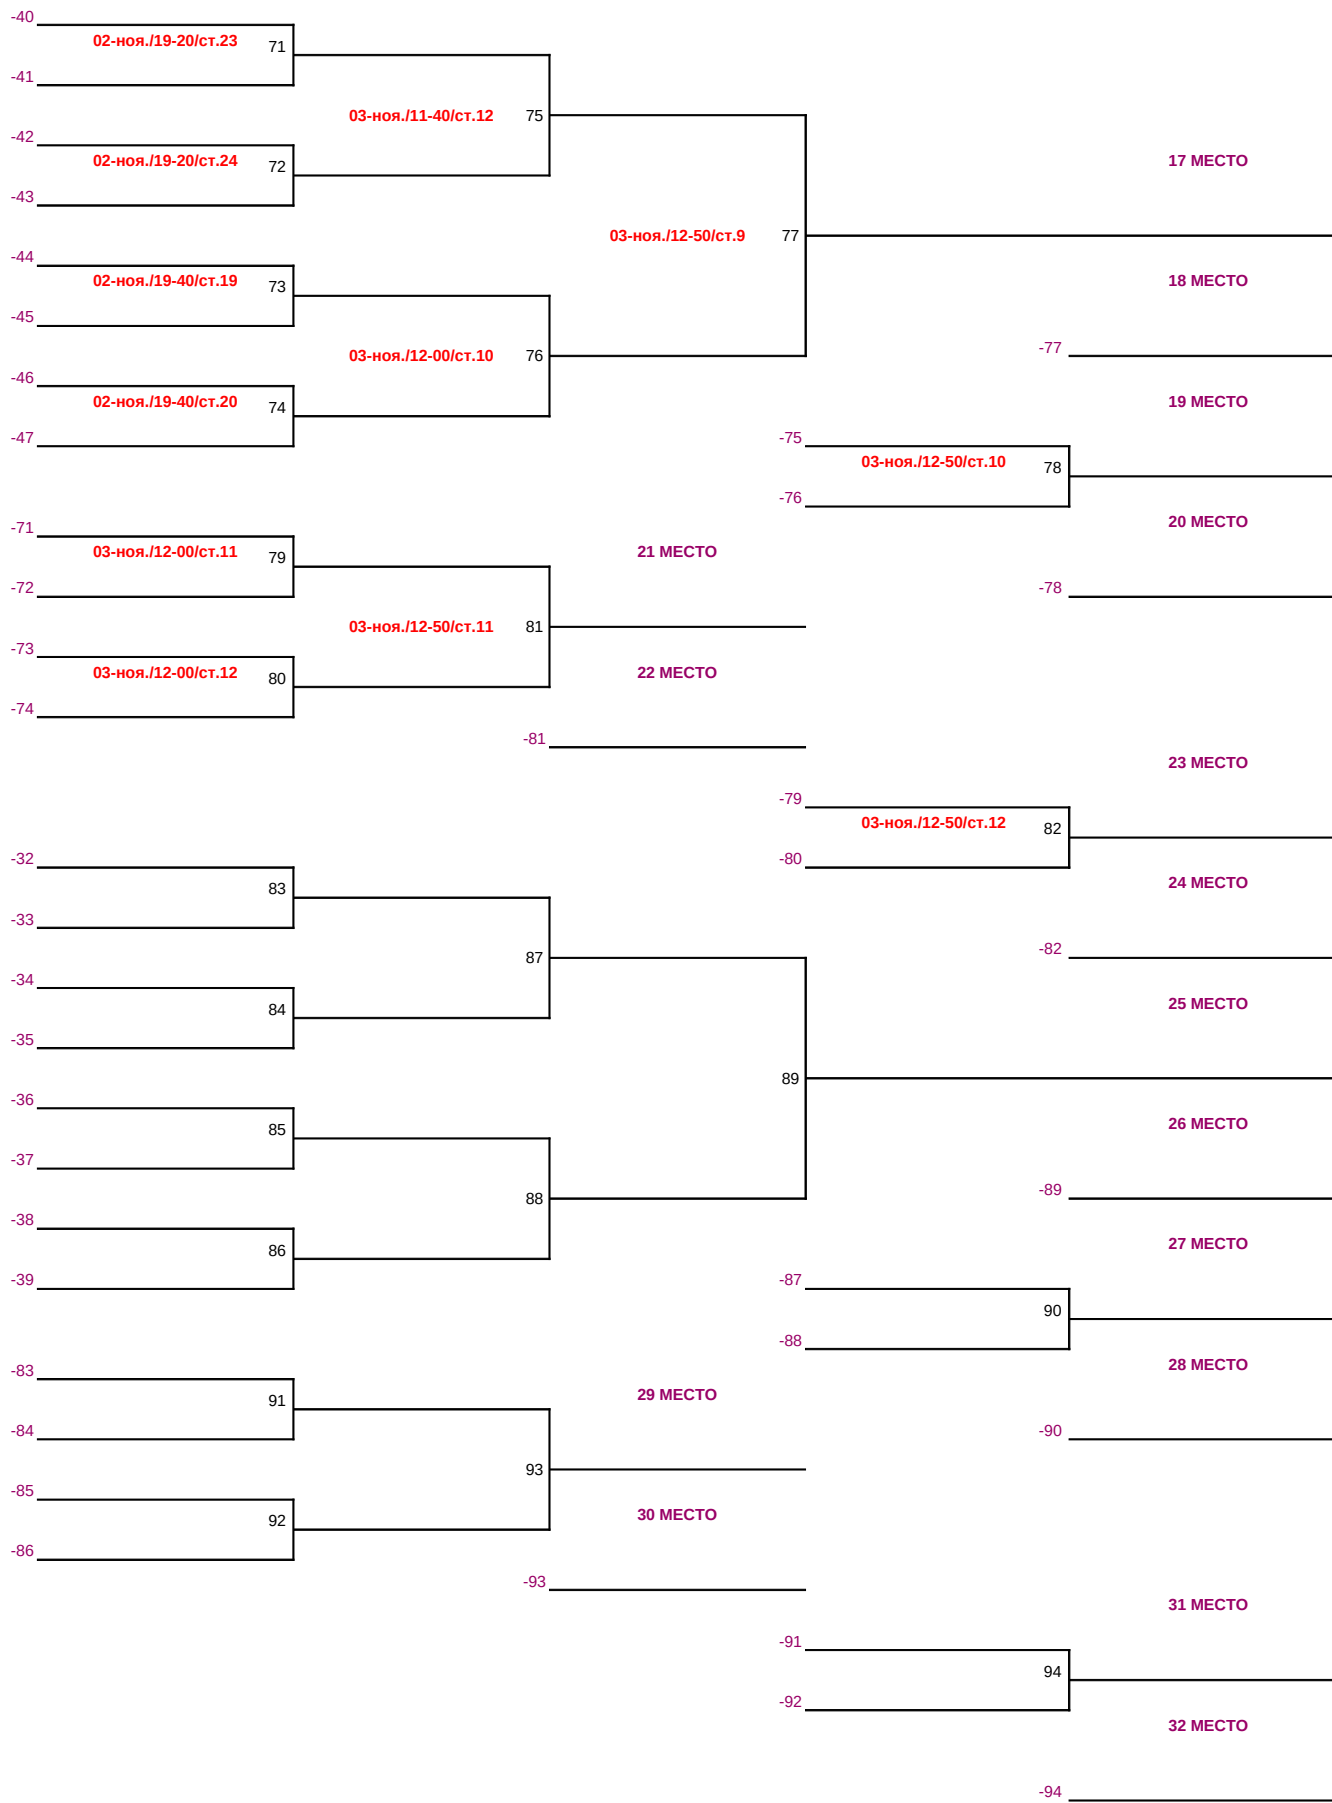 -40
02-ноя./19-20/ст.23 71
-41
03-ноя./11-40/ст.12 75
-42
02-ноя./19-20/ст.24 72
17 МЕСТО
-43
03-ноя./12-50/ст.9 77
-44
02-ноя./19-40/ст.19 73
18 МЕСТО
-45
03-ноя./12-00/ст.10 76
-77
-46
02-ноя./19-40/ст.20 74
19 МЕСТО
-47
-75
03-ноя./12-50/ст.10 78
-76
-71
20 МЕСТО
03-ноя./12-00/ст.11 79
21 МЕСТО
-72
-78
03-ноя./12-50/ст.11 81
-73
03-ноя./12-00/ст.12 80
22 МЕСТО
-74
-81
23 МЕСТО
-79
03-ноя./12-50/ст.12 82
-32
-80
83
24 МЕСТО
-33
-82
87
-34
25 МЕСТО
84
-35
89
-36
26 МЕСТО
85
-37
-89
88
-38
27 МЕСТО
86
-39
-87
90
-88
28 МЕСТО
-83
29 МЕСТО
91
-84
-90
93
-85
30 МЕСТО
92
-86
-93
31 МЕСТО
-91
94
-92
32 МЕСТО
-94